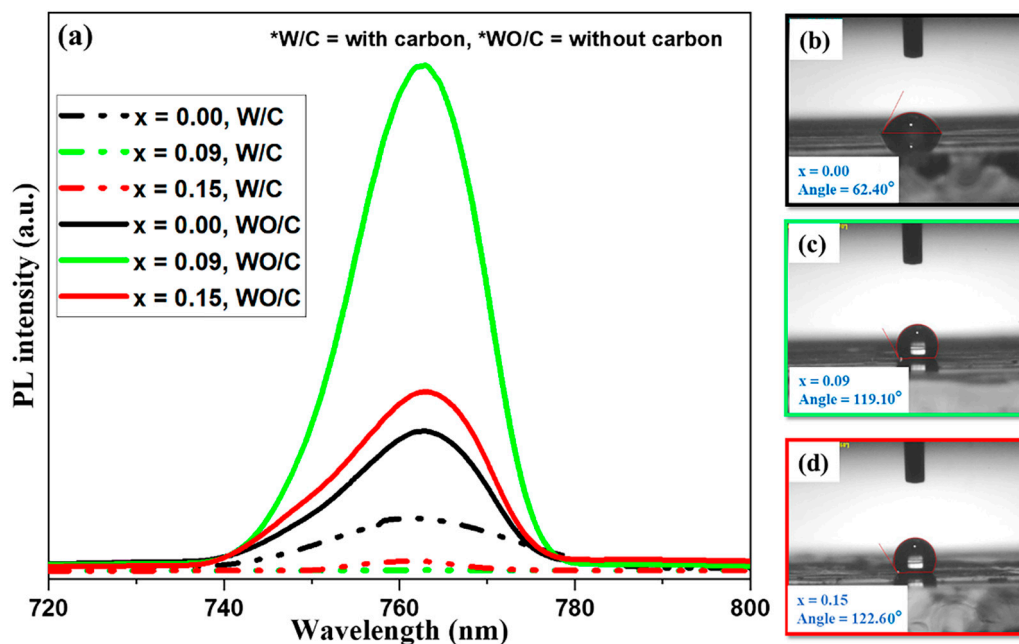 (a)
*W/C = with carbon, *WO/C = without carbon
x = 0.00, W/C
x = 0.09, W/C
x = 0.15, W/C
x = 0.00, WO/C
x = 0.09, WO/C
x = 0.15, WO/C
PL intensity (a.u.)
720 740 760 780 800
Wavelength (nm)
(b)
x = 0.00
Angle = 62.40°
(c)
x = 0.09
Angle = 119.10°
(d)
x = 0.15
Angle = 122.60°